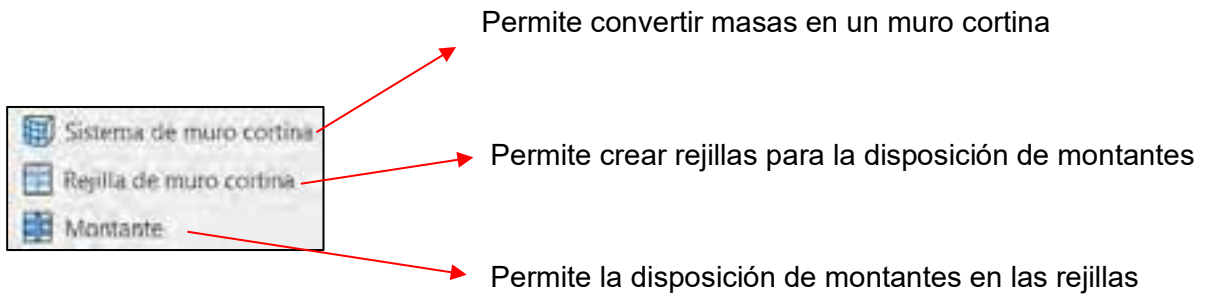 Permite convertir masas en un muro cortina
Sistema de muro cortina
Permite crear rejillas para la disposición de montantes
Rejilla de muro cortina
Montante
Permite la disposición de montantes en las rejillas